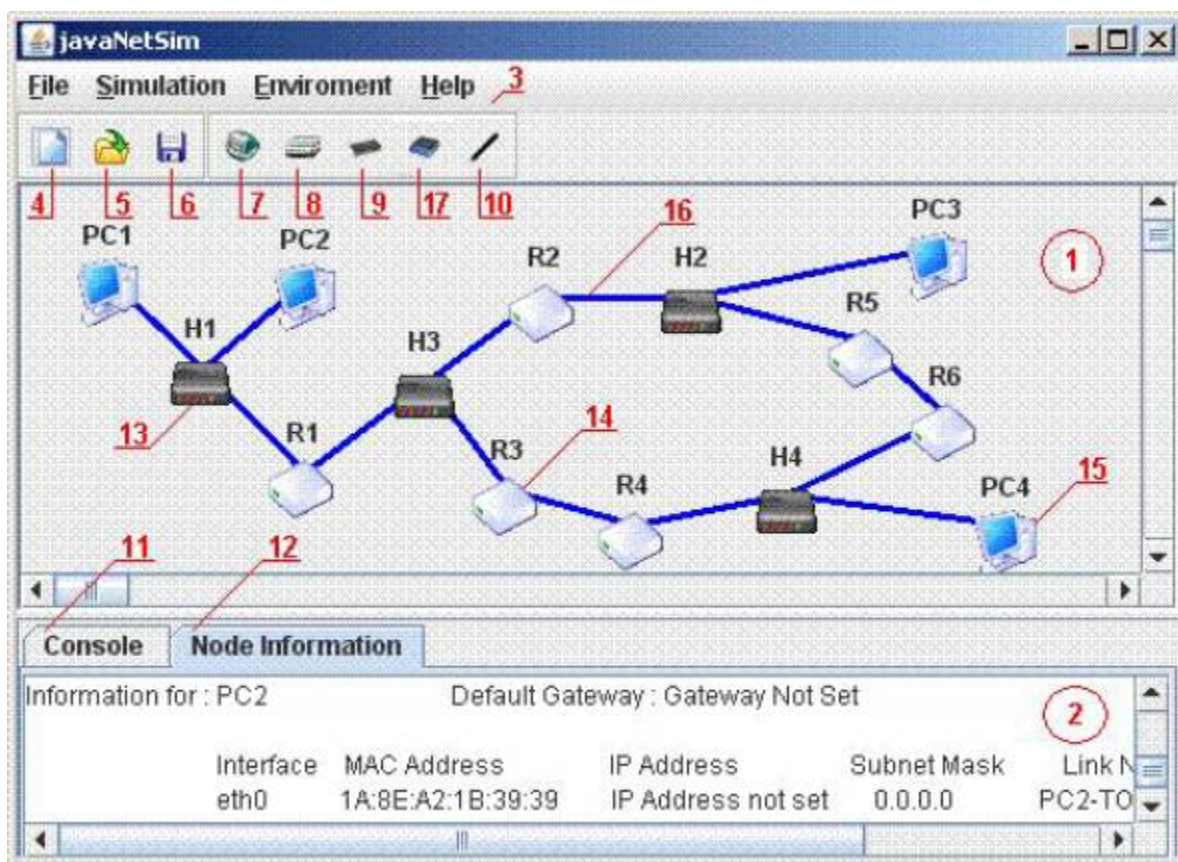 javaNetSim
File Simulation Enviroment Help 3
4 5 6 7 8 9 17 10
PC1 PC2 16 PC3
R2 H2 1
H1 H3 R5
R6
13 R1 R3 14
R4 H4 PC4 15
11 12
Console Node Information
Information for : PC2 Default Gateway : Gateway Not Set
2
Interface MAC Address IP Address Subnet Mask Link N
eth0 1A:8E:A2:1B:39:39 IP Address not set 0.0.0.0 PC2-TO